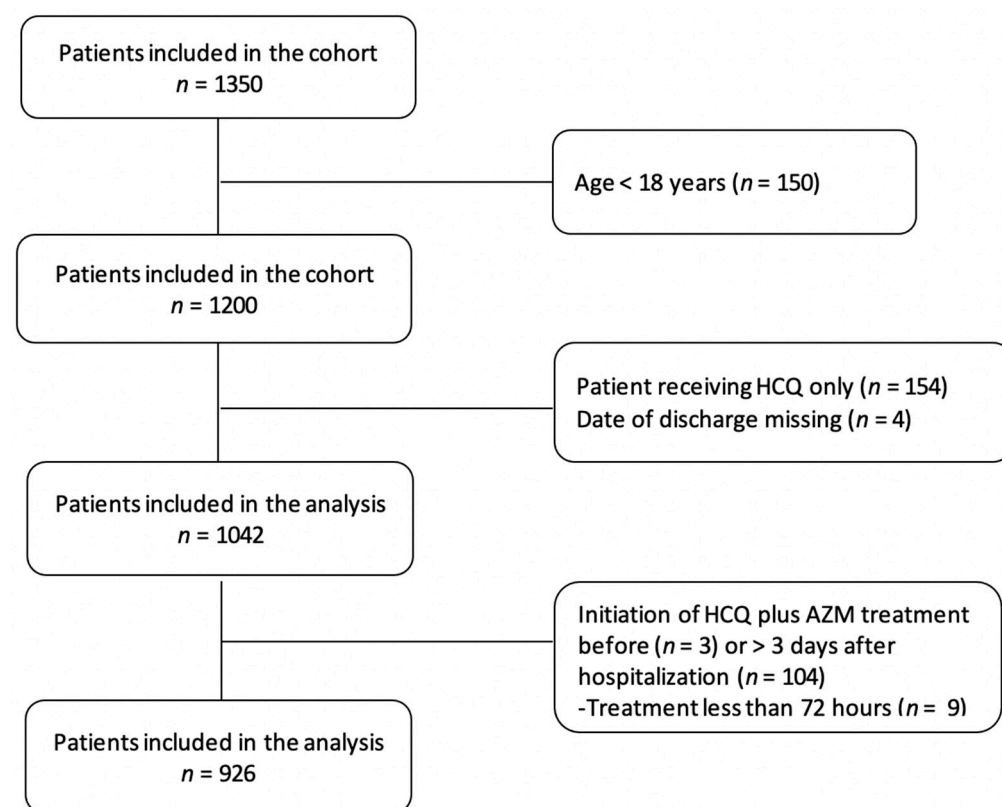 Patients included in the cohort
n = 1350
Age < 18 years (n = 150)
Patients included in the cohort
n = 1200
Patient receiving HCQ only (n = 154)
Date of discharge missing (n = 4)
Patients included in the analysis
n = 1042
Initiation of HCQ plus AZM treatment
before (n = 3) or > 3 days after
hospitalization (n = 104)
-Treatment less than 72 hours (n = 9)
Patients included in the analysis
n = 926